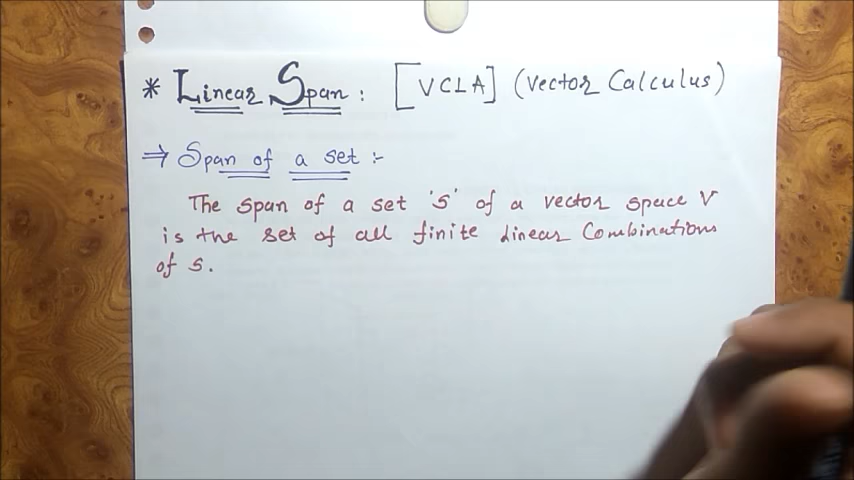 * Linear Span : [VCLA] (Vector Calculus)
⇒ Span of a set :-
The span of a set 's' of a vector space V
is the set of all finite Linear Combinations
of s.